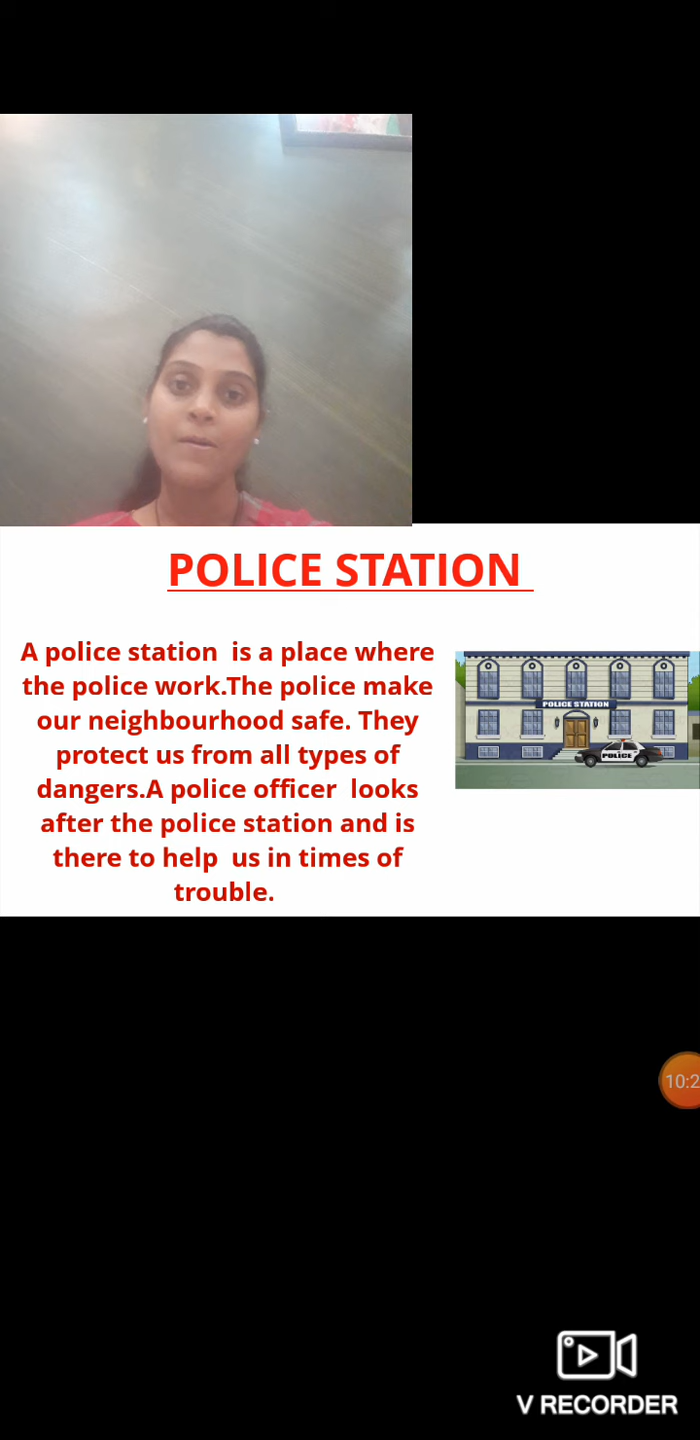 POLICE STATION
A police station  is a place where
the police work.The police make
our neighbourhood safe. They
protect us from all types of
dangers.A police officer  looks
after the police station and is
there to help  us in times of
trouble.
POLICE STATION
POLICE
10:2
V RECORDER